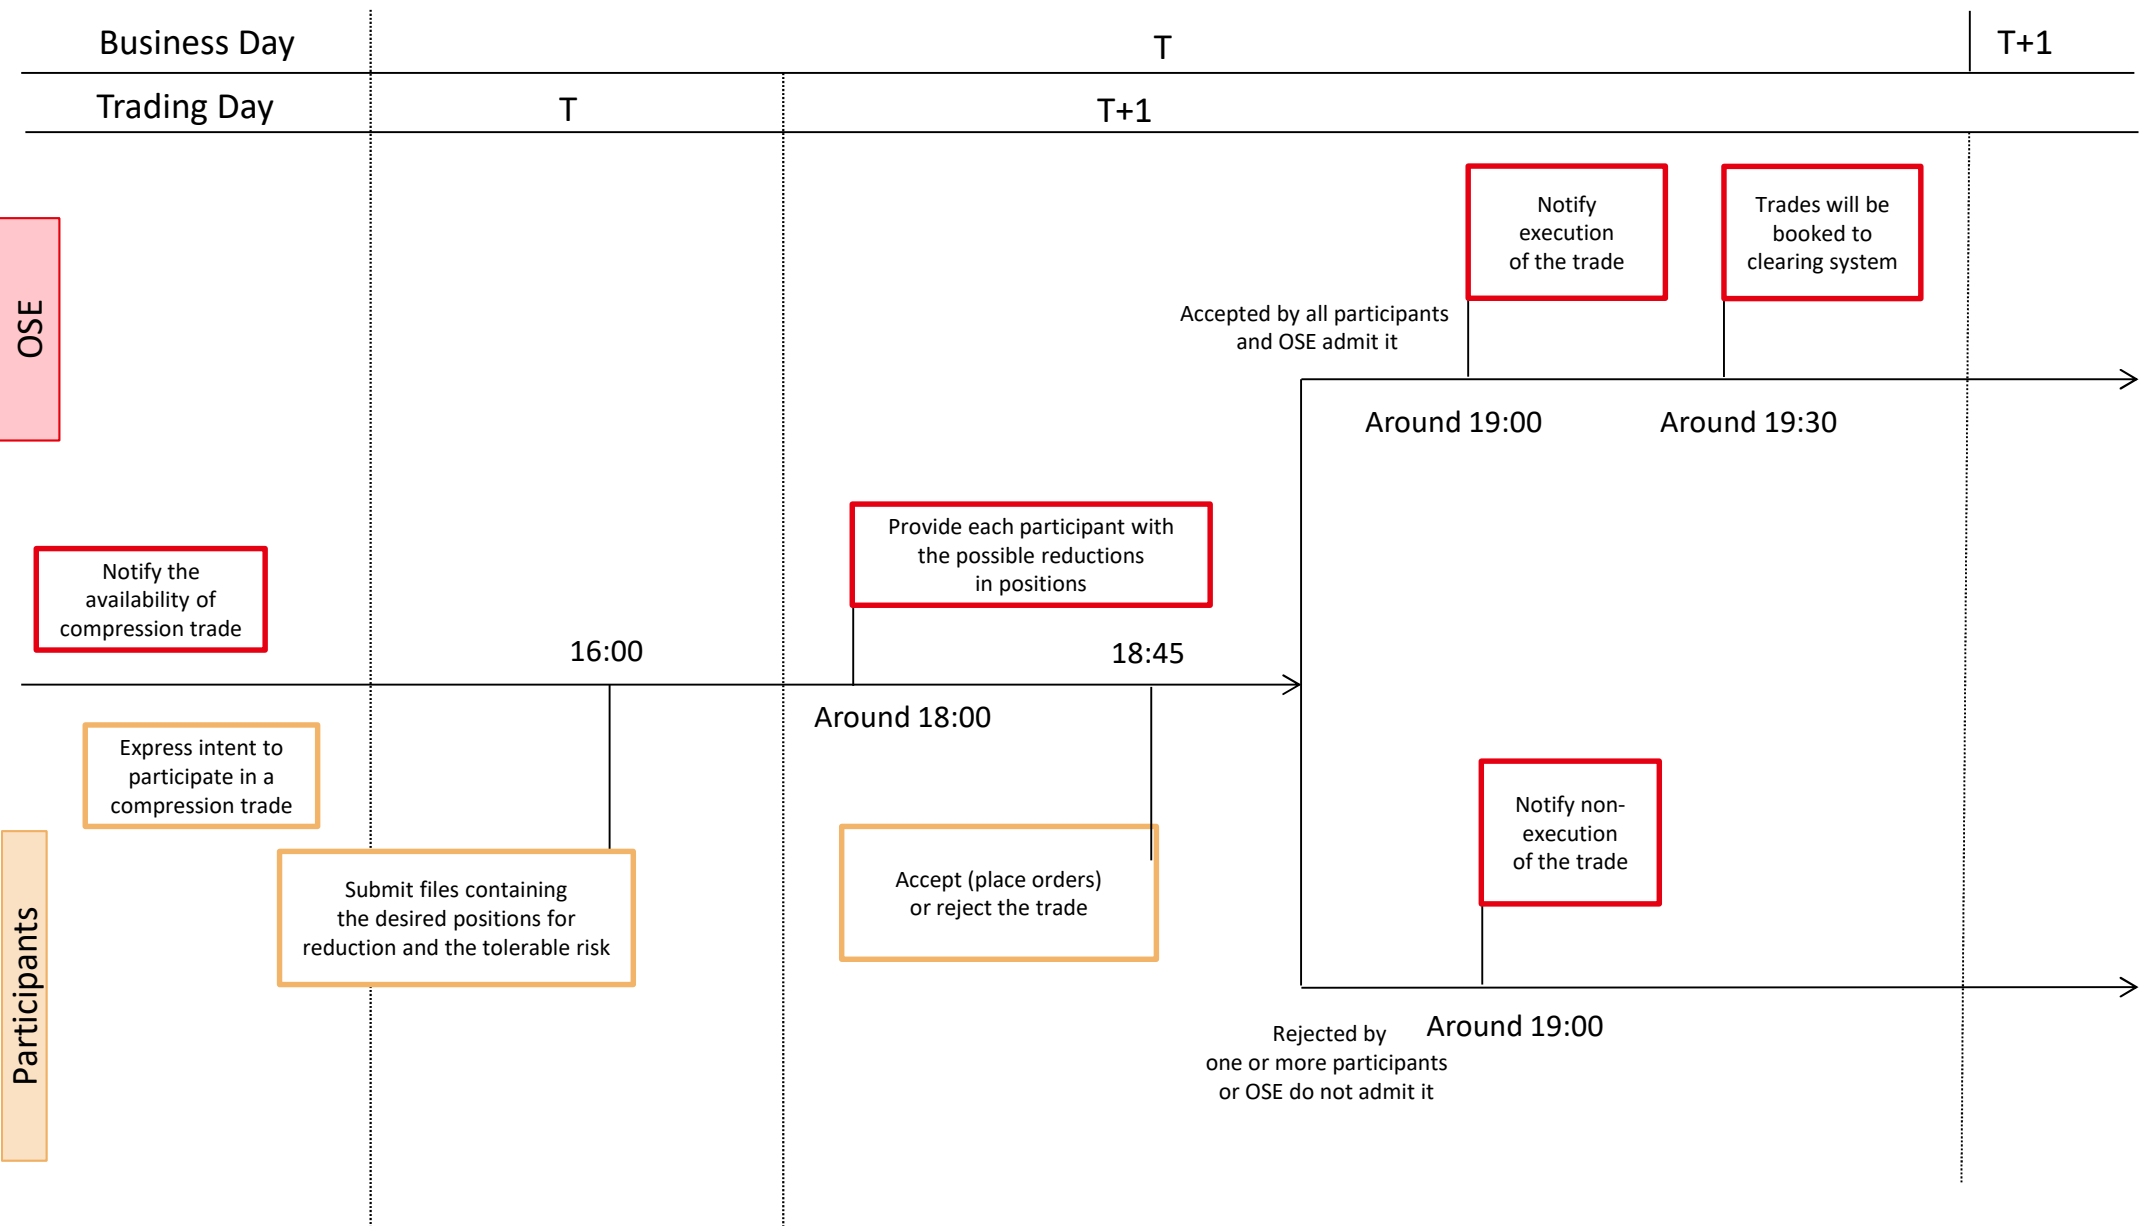 Business Day
T
T+1
Trading Day
T
T+1
Notify
execution
of the trade
Trades will be
booked to
clearing system
OSE
Accepted by all participants
and OSE admit it
Around 19:00
Around 19:30
Provide each participant with
the possible reductions
in positions
Notify the
availability of
compression trade
16:00
18:45
Around 18:00
Express intent to
participate in a
compression trade
Notify non-
execution
of the trade
Submit files containing
the desired positions for
reduction and the tolerable risk
Accept (place orders)
or reject the trade
Participants
Around 19:00
Rejected by
one or more participants
or OSE do not admit it